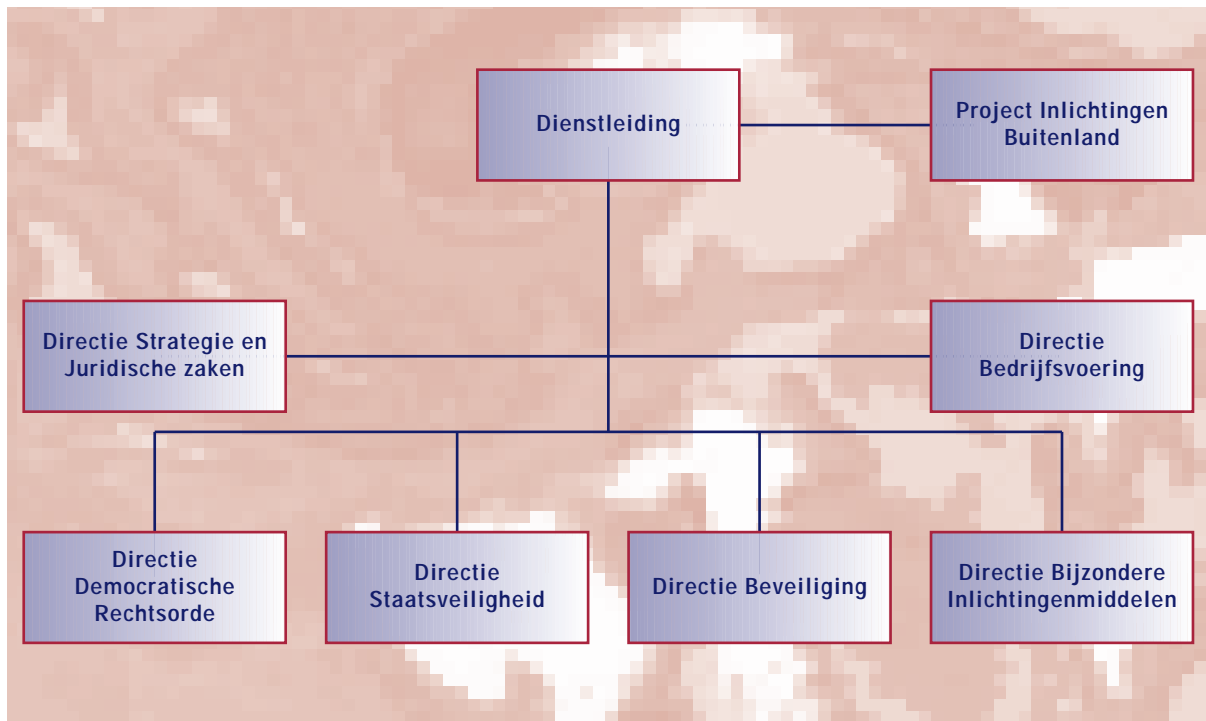 Dienstleiding
Project Inlichtingen
Buitenland
Directie Strategie en
Juridische zaken
Directie
Bedrijfsvoering
Directie
Democratische
Rechtsorde
Directie
Staatsveiligheid
Directie Beveiliging
Directie Bijzondere
Inlichtingenmiddelen